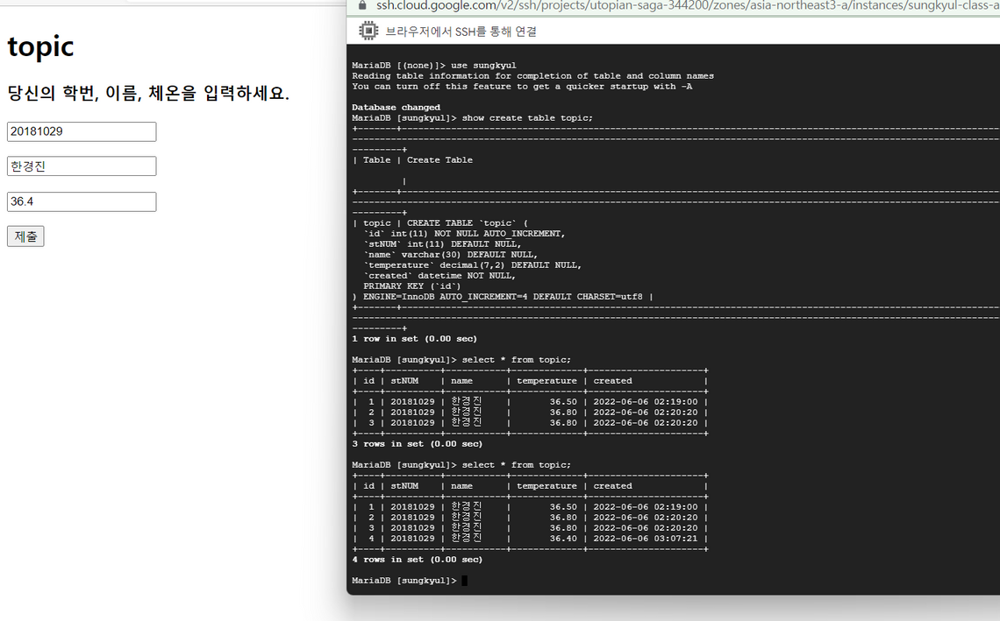 topic
당신의 학번, 이름, 체온을 입력하세요.
20181029
한경진
36.4
제출
ssh.cloud.google.com/v2/ssh/projects/utopian-saga-344200/zones/asia-northeast3-a/instances/sungkyul-class-a
브라우저에서 SSH를 통해 연결
MariaDB [(none)]> use sungkyul
Reading table information for completion of table and column names
You can turn off this feature to get a quicker startup with -A
Database changed
MariaDB [sungkyul]> show create table topic;
| Table | Create Table
|
| topic | CREATE TABLE `topic` (
`id` int(11) NOT NULL AUTO_INCREMENT,
`stNUM` int(11) DEFAULT NULL,
`name` varchar(30) DEFAULT NULL,
`temperature` decimal(7,2) DEFAULT NULL,
`created` datetime NOT NULL,
PRIMARY KEY (`id`)
) ENGINE=InnoDB AUTO_INCREMENT=4 DEFAULT CHARSET=utf8 |
1 row in set (0.00 sec)
MariaDB [sungkyul]> select * from topic;
| id | stNUM | name | temperature | created |
| 1 | 20181029 | 한경진 | 36.50 | 2022-06-06 02:19:00 |
| 2 | 20181029 | 한경진 | 36.80 | 2022-06-06 02:20:20 |
| 3 | 20181029 | 한경진 | 36.80 | 2022-06-06 02:20:20 |
3 rows in set (0.00 sec)
MariaDB [sungkyul]> select * from topic;
| id | stNUM | name | temperature | created |
| 1 | 20181029 | 한경진 | 36.50 | 2022-06-06 02:19:00 |
| 2 | 20181029 | 한경진 | 36.80 | 2022-06-06 02:20:20 |
| 3 | 20181029 | 한경진 | 36.80 | 2022-06-06 02:20:20 |
| 4 | 20181029 | 한경진 | 36.40 | 2022-06-06 03:07:21 |
4 rows in set (0.00 sec)
MariaDB [sungkyul]>